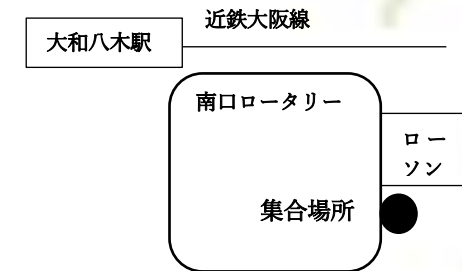 近鉄大阪線
大和八木駅
南口ロータリー
ロー
ソン
集合場所